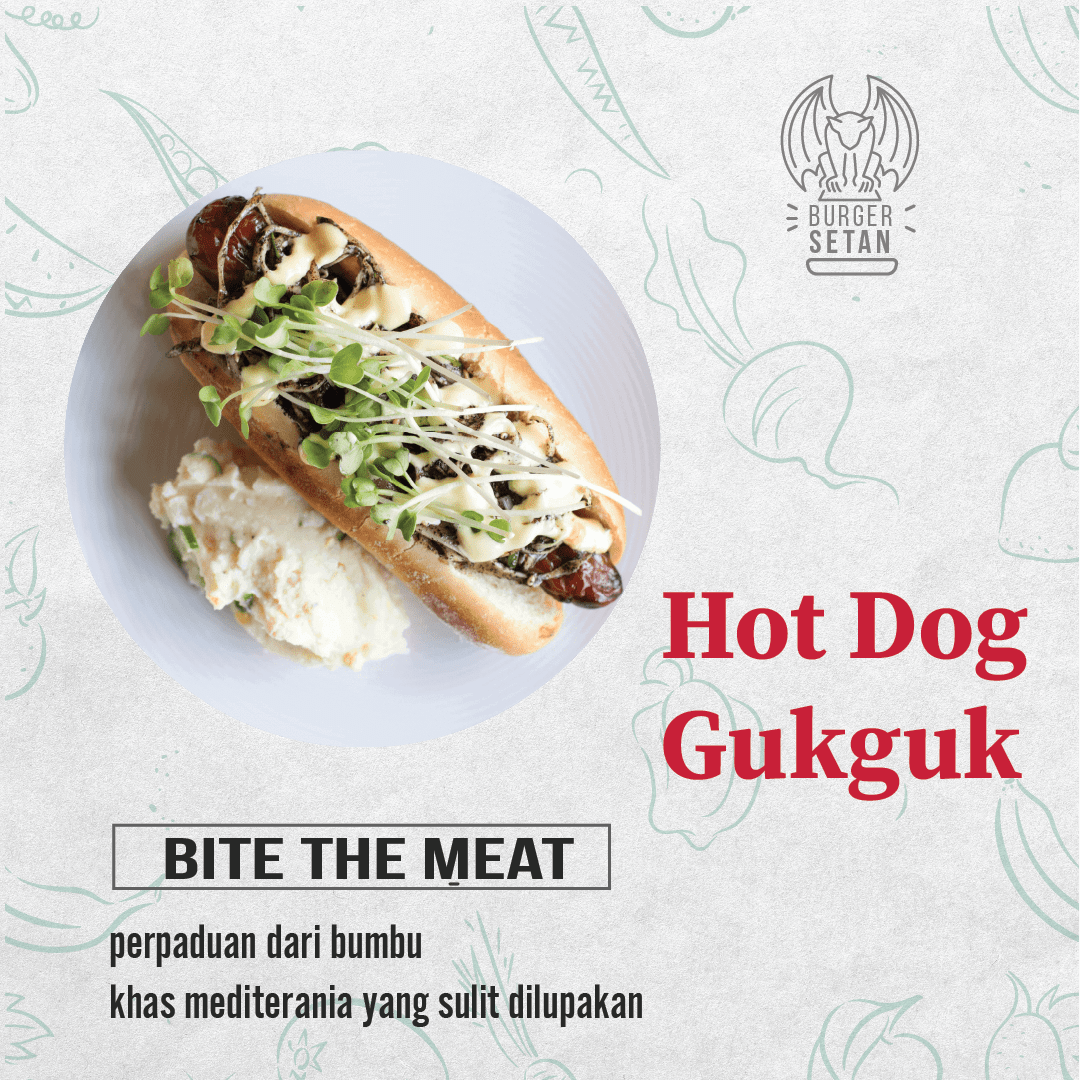 BURGER
SETAN
Hot Dog
Gukguk
BITE THE MEAT
perpaduan dari bumbu
khas mediterania yang sulit dilupakan